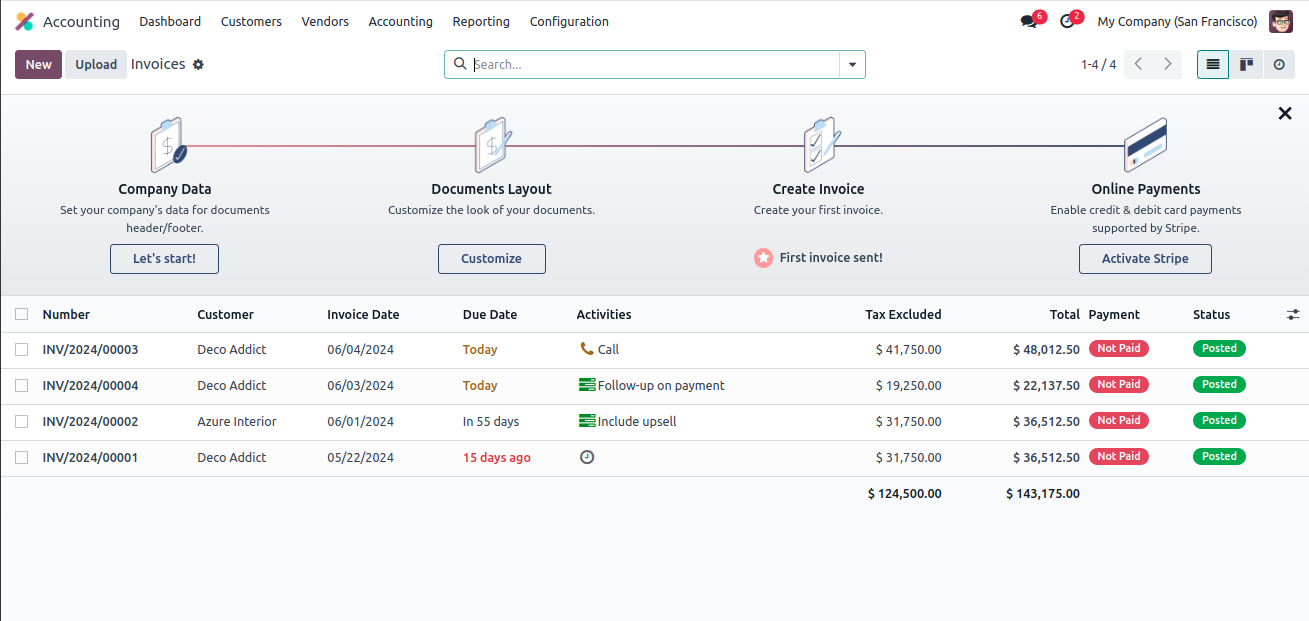 Accounting Dashboard Customers Vendors Accounting Reporting Configuration 6 2 My Company (San Francisco)
New Upload Invoices Search... 1-4 / 4
Company Data Documents Layout Create Invoice Online Payments
Set your company's data for documents Customize the look of your documents. Create your first invoice. Enable credit & debit card payments
header/footer. supported by Stripe.
Let's start! Customize First invoice sent! Activate Stripe
Number Customer Invoice Date Due Date Activities Tax Excluded Total Payment Status
INV/2024/00003 Deco Addict 06/04/2024 Today Call $ 41,750.00 $ 48,012.50 Not Paid Posted
INV/2024/00004 Deco Addict 06/03/2024 Today Follow-up on payment $ 19,250.00 $ 22,137.50 Not Paid Posted
INV/2024/00002 Azure Interior 06/01/2024 In 55 days Include upsell $ 31,750.00 $ 36,512.50 Not Paid Posted
INV/2024/00001 Deco Addict 05/22/2024 15 days ago $ 31,750.00 $ 36,512.50 Not Paid Posted
$ 124,500.00 $ 143,175.00